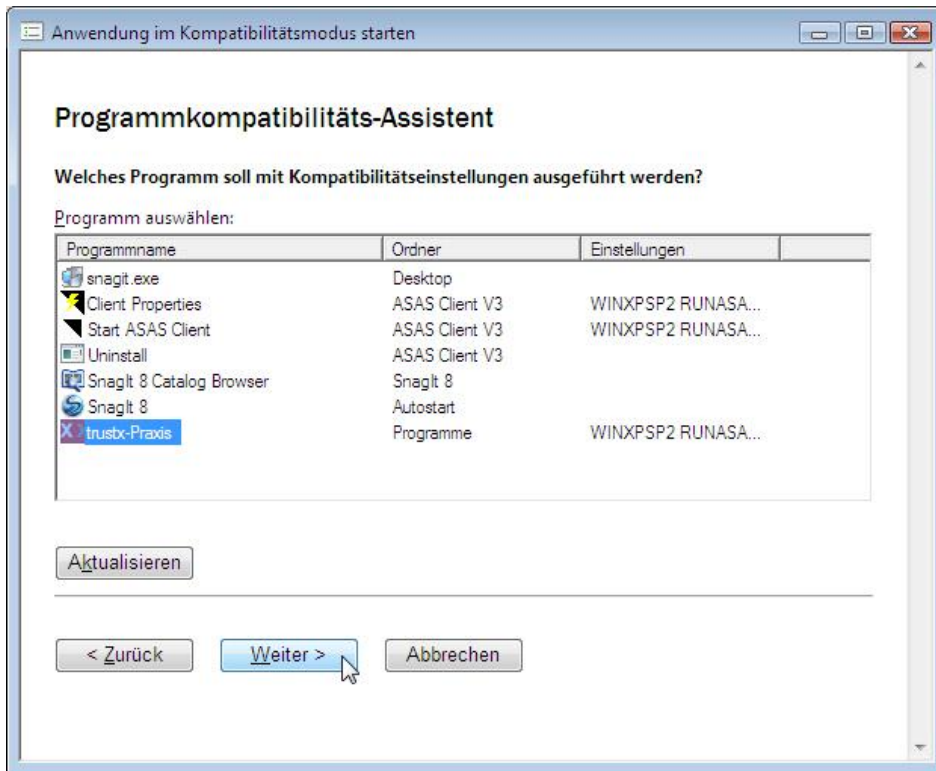 Anwendung im Kompatibilitätsmodus starten
Programmkompatibilitäts-Assistent
Welches Programm soll mit Kompatibilitätseinstellungen ausgeführt werden?
Programm auswählen:
Programmname Ordner Einstellungen
snagit.exe Desktop
Client Properties ASAS Client V3 WINXPSP2 RUNASA...
Start ASAS Client ASAS Client V3 WINXPSP2 RUNASA...
Uninstall ASAS Client V3
SnagIt 8 Catalog Browser SnagIt 8
SnagIt 8 Autostart
trustx-Praxis Programme WINXPSP2 RUNASA...
Aktualisieren
< Zurück Weiter > Abbrechen